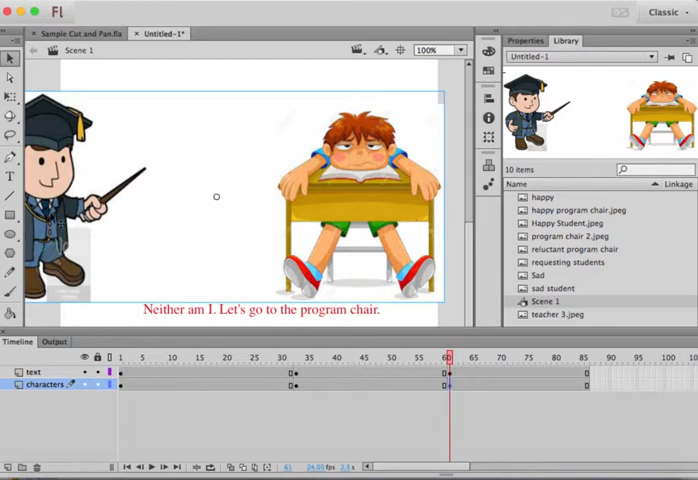 Fl
Classic
Sample Cut and Pan.fla
Untitled-1*
Scene 1
100%
Properties
Library
Untitled-1
10 items
Name
Linkage
happy
happy program chair.jpeg
Happy Student.jpeg
program chair 2.jpeg
reluctant program chair
requesting students
Sad
sad student
Scene 1
teacher 3.jpeg
Neither am I. Let's go to the program chair.
Timeline
Output
1 5 10 15 20 25 30 35 40 45 50 55 60 65 70 75 80 85 90 95 100
text
characters
61 24.00 fps 2.5 s